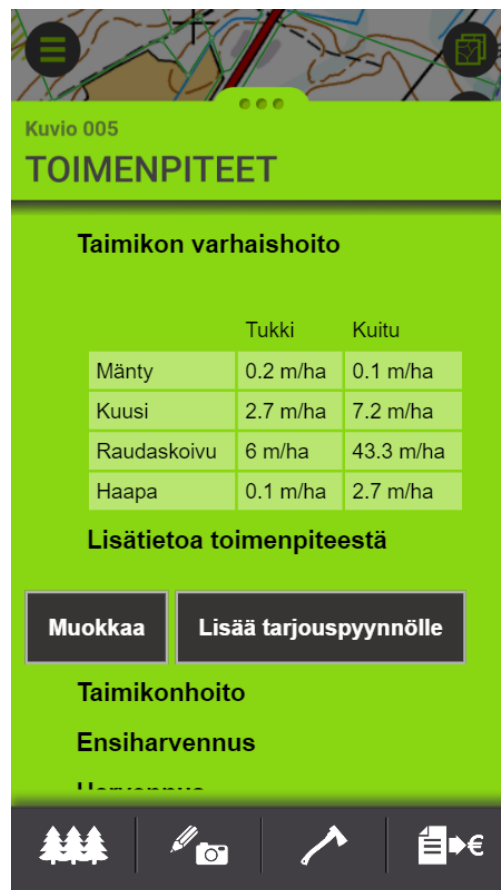 Kuvio 005
TOIMENPITEET
Taimikon varhaishoito
Tukki Kuitu
Mänty 0.2 m/ha 0.1 m/ha
Kuusi 2.7 m/ha 7.2 m/ha
Raudaskoivu 6 m/ha 43.3 m/ha
Haapa 0.1 m/ha 2.7 m/ha
Lisätietoa toimenpiteestä
Muokkaa Lisää tarjouspyynnölle
Taimikonhoito
Ensiharvennus
€